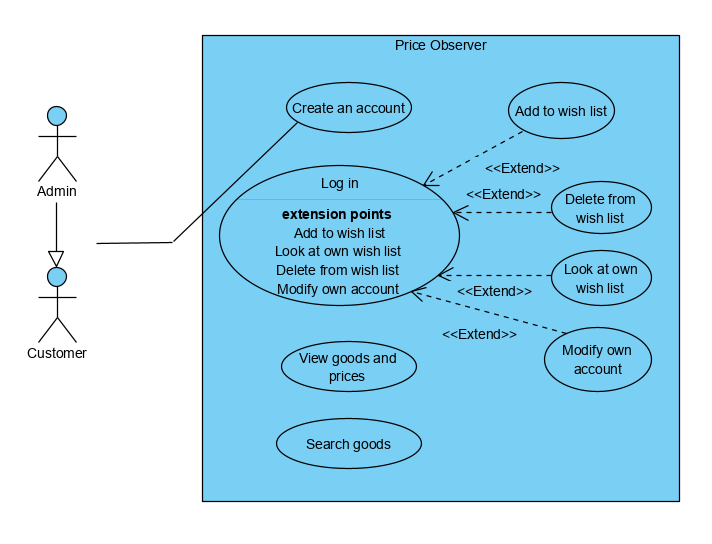 Price Observer
Create an account
Add to wish list
<<Extend>>
Admin
Log in
<<Extend>>
extension points
Add to wish list
Look at own wish list
Delete from wish list
Modify own account
Delete from
wish list
Look at own
wish list
<<Extend>>
<<Extend>>
Customer
View goods and
prices
Modify own
account
Search goods